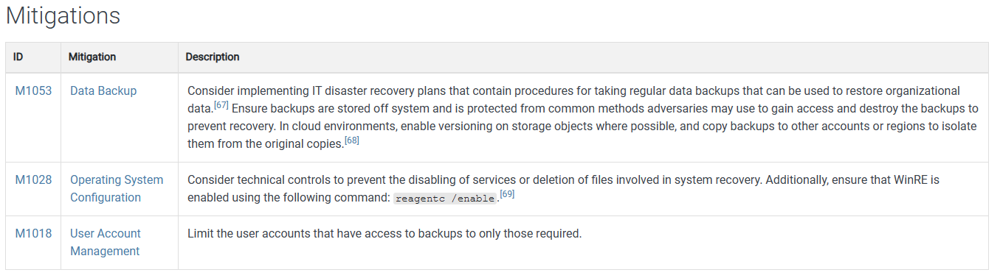 Mitigations
ID Mitigation Description
M1053 Data Backup Consider implementing IT disaster recovery plans that contain procedures for taking regular data backups that can be used to restore organizational
data.[67] Ensure backups are stored off system and is protected from common methods adversaries may use to gain access and destroy the backups to
prevent recovery. In cloud environments, enable versioning on storage objects where possible, and copy backups to other accounts or regions to isolate
them from the original copies.[68]
M1028 Operating System Consider technical controls to prevent the disabling of services or deletion of files involved in system recovery. Additionally, ensure that WinRE is
Configuration enabled using the following command: reagentc /enable.[69]
M1018 User Account Limit the user accounts that have access to backups to only those required.
Management